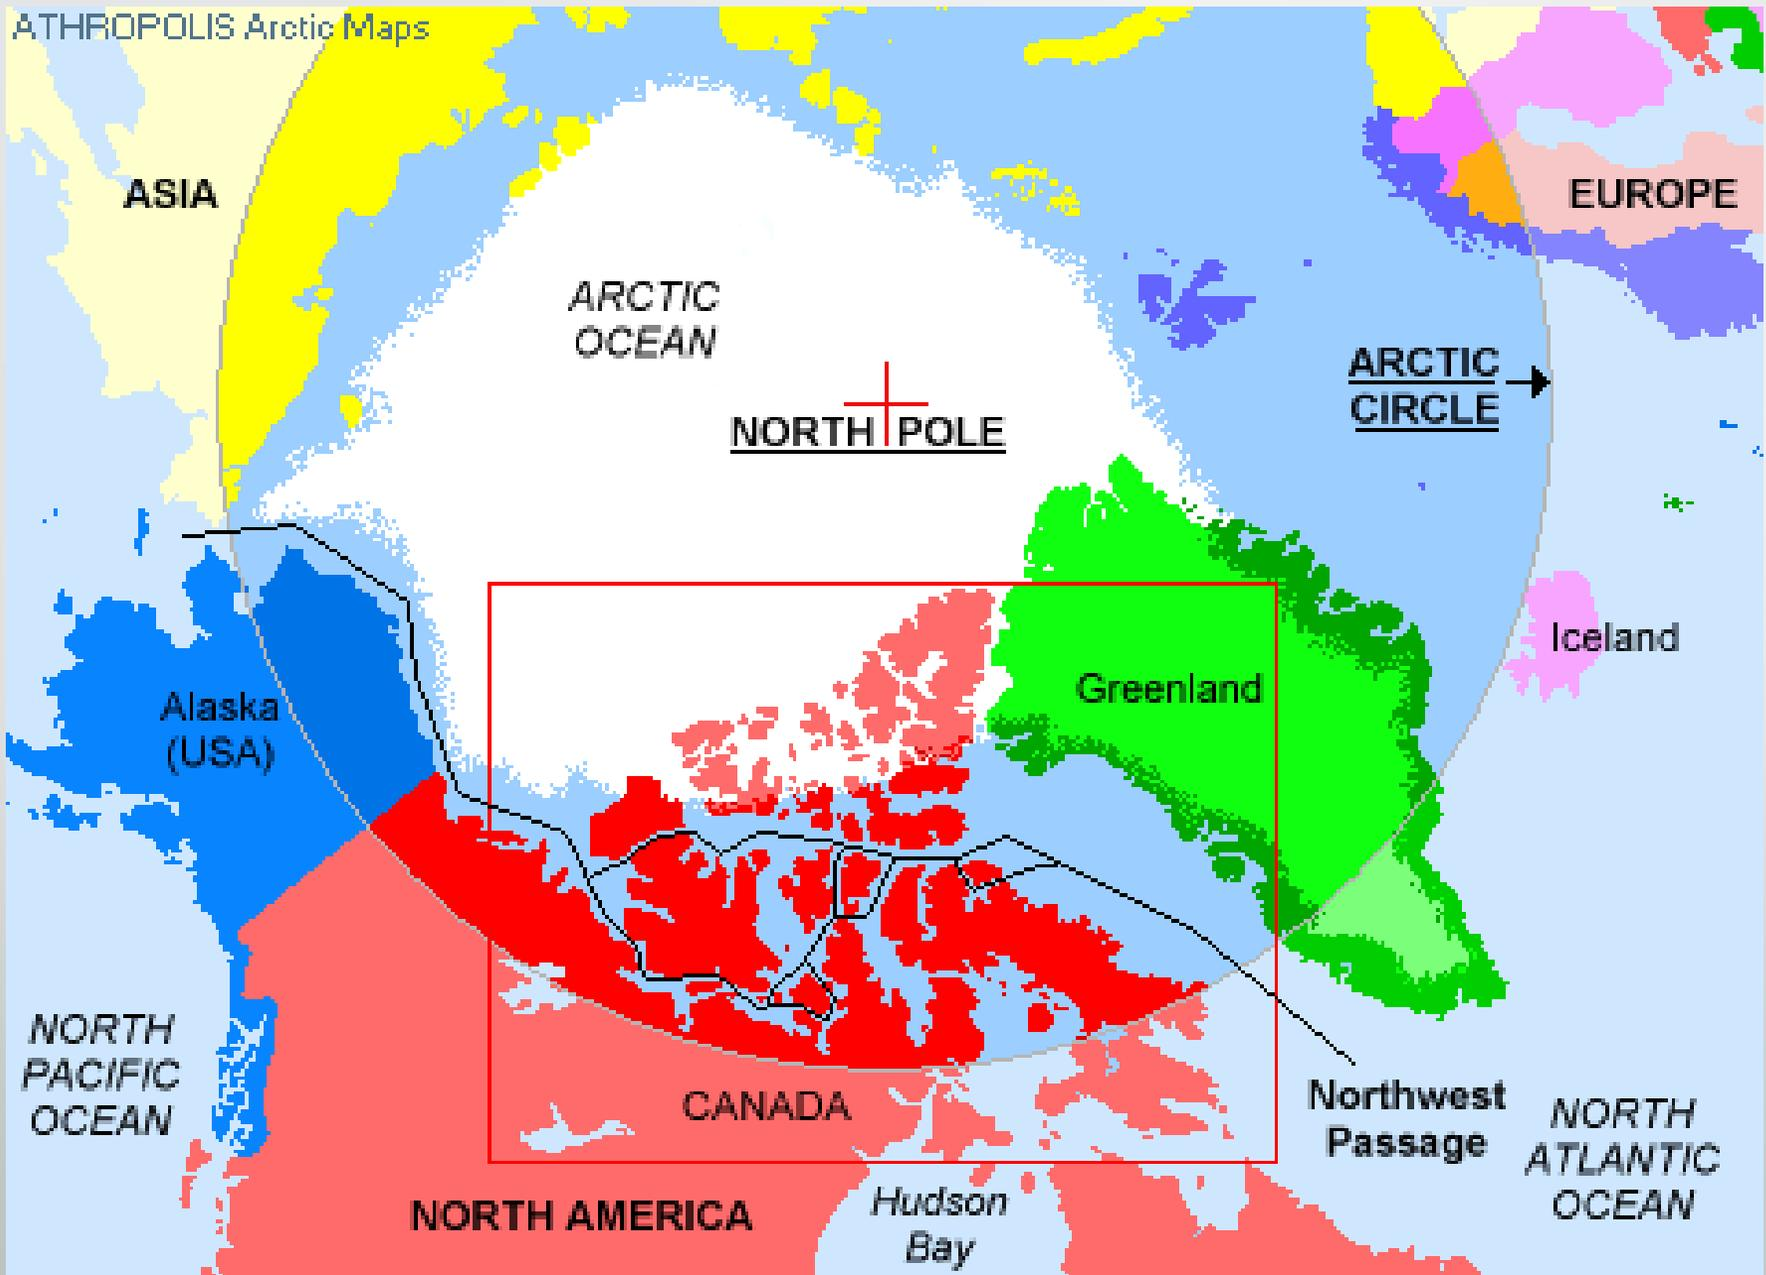 ATHROPOLIS Arctic Maps
ASIA
EUROPE
ARCTIC
OCEAN
ARCTIC
CIRCLE
NORTH POLE
Iceland
Greenland
Alaska
(USA)
NORTH
PACIFIC
OCEAN
CANADA
Northwest
Passage
NORTH
ATLANTIC
OCEAN
NORTH AMERICA
Hudson
Bay